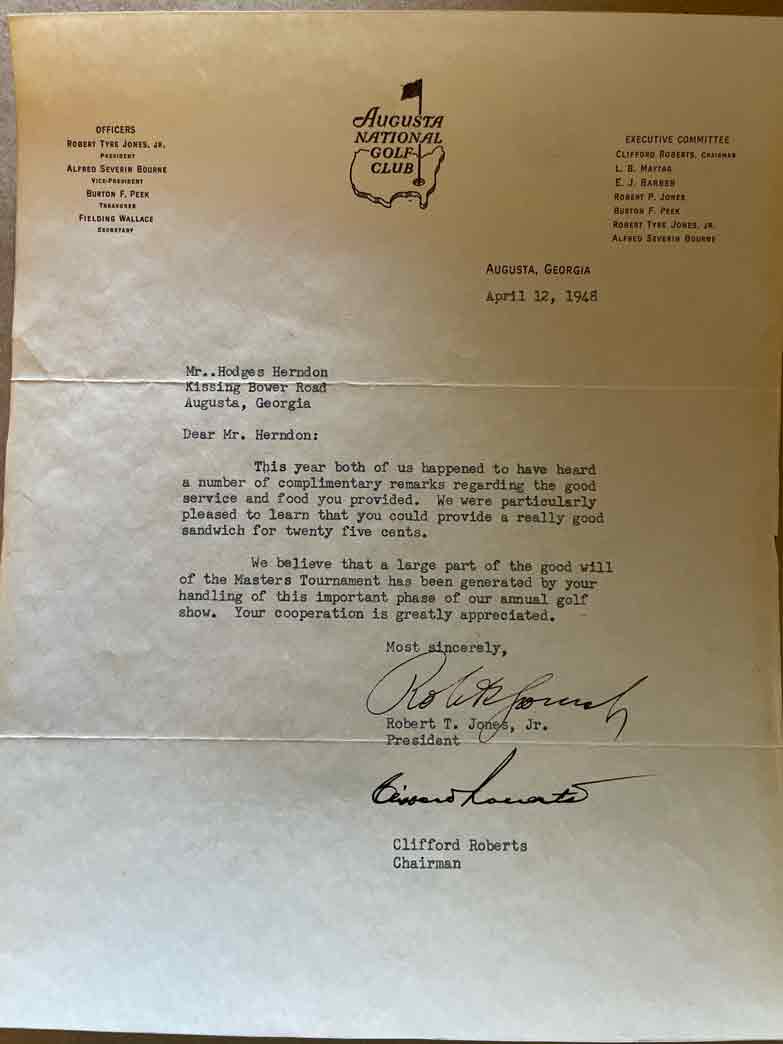 OFFICERS
ROBERT TYRE JONES, JR.
PRESIDENT
ALFRED SEVERIN BOURNE
VICE-PRESIDENT
BURTON F. PEEK
TREASURER
FIELDING WALLACE
SECRETARY
AUGUSTA
NATIONAL
GOLF
CLUB
EXECUTIVE COMMITTEE
CLIFFORD ROBERTS, CHAIRMAN
L. B. MAYTAG
E. J. BARBER
ROBERT P. JONES
BURTON F. PEEK
ROBERT TYRE JONES, JR.
ALFRED SEVERIN BOURNE
AUGUSTA, GEORGIA
April 12, 1948
Mr..Hodges Herndon
Kissing Bower Road
Augusta, Georgia
Dear Mr. Herndon:
This year both of us happened to have heard
a number of complimentary remarks regarding the good
service and food you provided. We were particularly
pleased to learn that you could provide a really good
sandwich for twenty five cents.
We believe that a large part of the good will
of the Masters Tournament has been generated by your
handling of this important phase of our annual golf
show. Your cooperation is greatly appreciated.
Most sincerely,
Robert T. Jones, Jr.
President
Clifford Roberts
Chairman